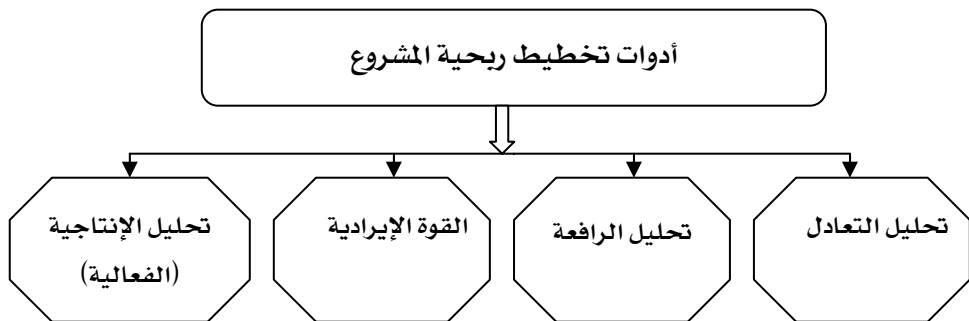 أدوات تخطيط ربحية المشروع
تحليل التعادل
تحليل الرافعة
القوة الإيرادية
تحليل الإنتاجية
(الفعالية)